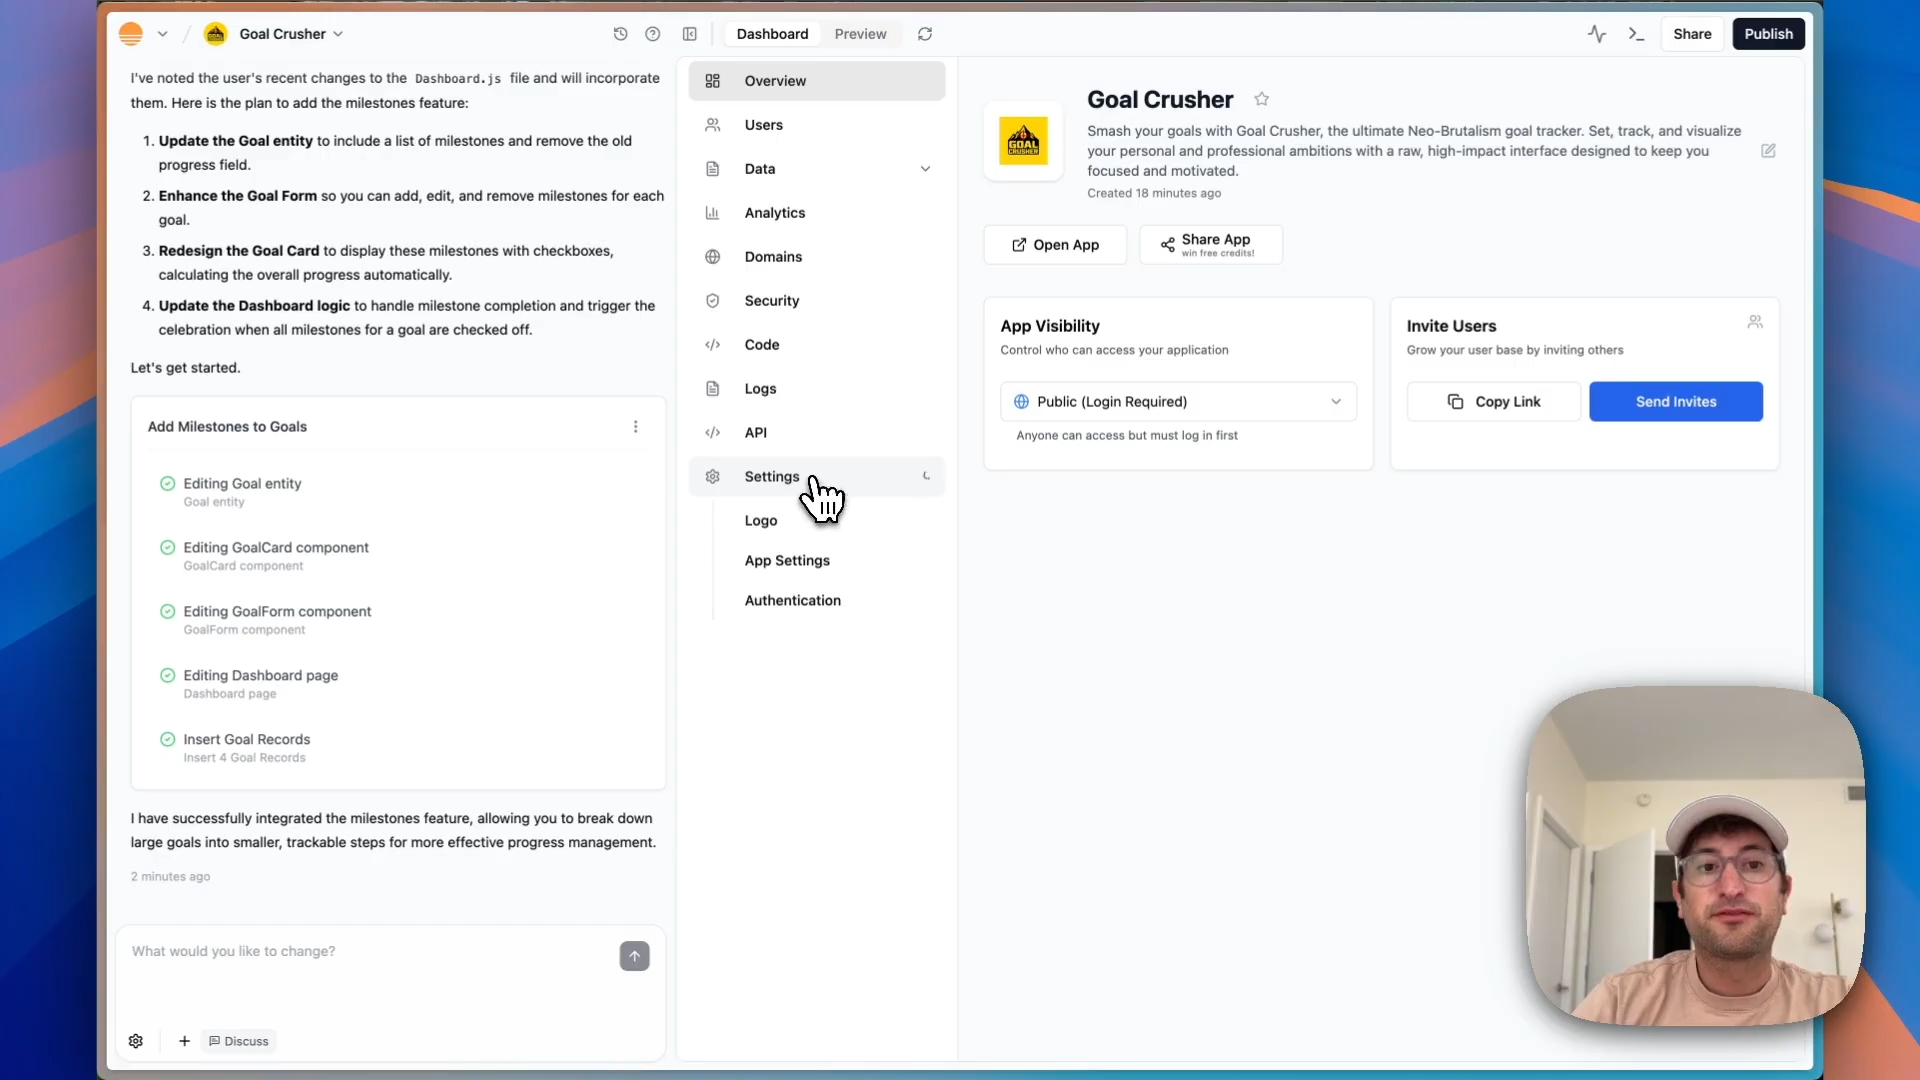 Goal Crusher
Dashboard
Preview
Share
Publish
I've noted the user's recent changes to the Dashboard.js file and will incorporate
them. Here is the plan to add the milestones feature:
1. Update the Goal entity to include a list of milestones and remove the old
progress field.
2. Enhance the Goal Form so you can add, edit, and remove milestones for each
goal.
3. Redesign the Goal Card to display these milestones with checkboxes,
calculating the overall progress automatically.
4. Update the Dashboard logic to handle milestone completion and trigger the
celebration when all milestones for a goal are checked off.
Let's get started.
Add Milestones to Goals
Editing Goal entity
Goal entity
Editing GoalCard component
GoalCard component
Editing GoalForm component
GoalForm component
Editing Dashboard page
Dashboard page
Insert Goal Records
Insert 4 Goal Records
I have successfully integrated the milestones feature, allowing you to break down
large goals into smaller, trackable steps for more effective progress management.
2 minutes ago
What would you like to change?
Discuss
Overview
Users
Data
Analytics
Domains
Security
Code
Logs
API
Settings
Logo
App Settings
Authentication
GOAL
CRUSHER
Goal Crusher
Smash your goals with Goal Crusher, the ultimate Neo-Brutalism goal tracker. Set, track, and visualize
your personal and professional ambitions with a raw, high-impact interface designed to keep you
focused and motivated.
Created 18 minutes ago
Open App
Share App
win free credits!
App Visibility
Control who can access your application
Public (Login Required)
Anyone can access but must log in first
Invite Users
Grow your user base by inviting others
Copy Link
Send Invites